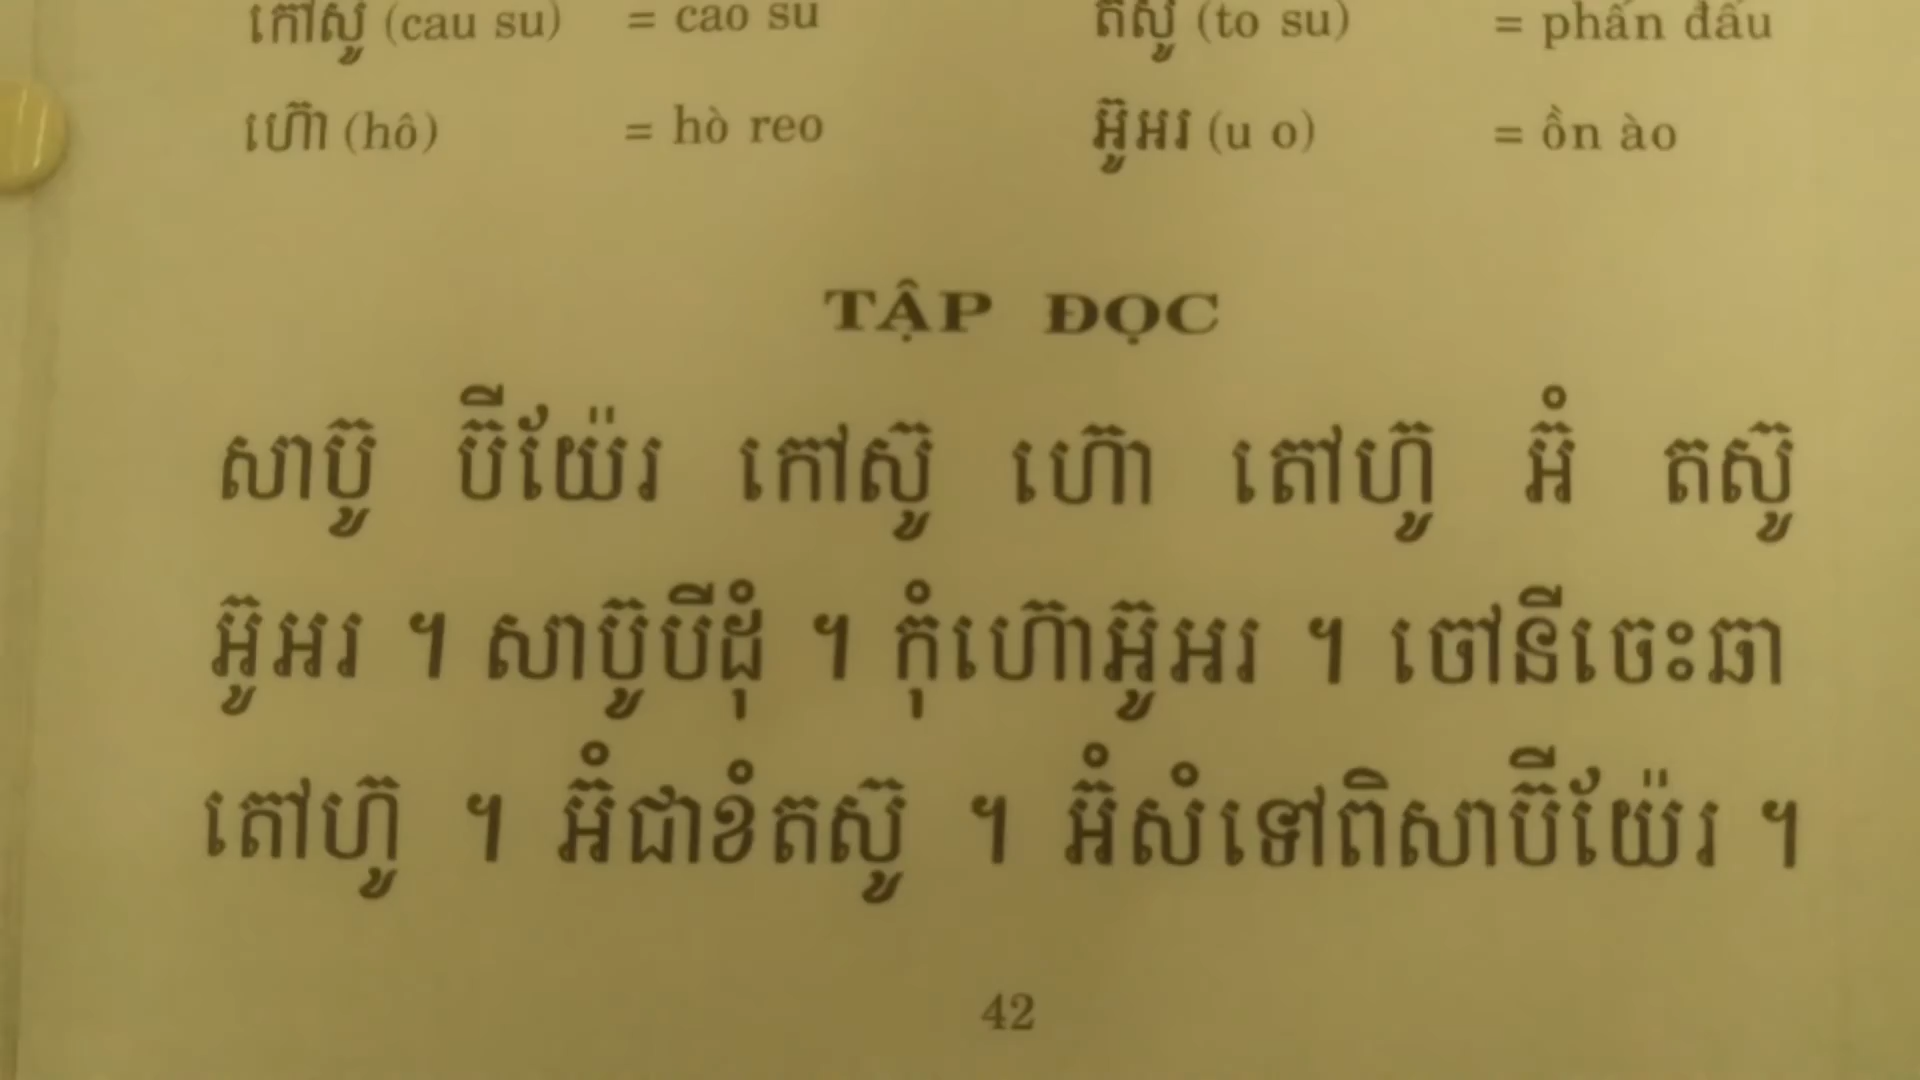 កៅស៊ូ (cau su) = cao su តស៊ូ (to su) = phấn đấu
ហ៊ោ (hô) = hò reo អ៊ូអរ (u o) = ồn ào
TẬP ĐỌC
សាប៊ូ ប៊ីយ៉ែរ កៅស៊ូ ហ៊ោ តៅហ៊ូ អ៊ំ តស៊ូ
អ៊ូអរ ។ សាប៊ូបីដុំ ។ កុំហ៊ោអ៊ូអរ ។ ចៅនីចេះឆា
តៅហ៊ូ ។ អ៊ំជាខំតស៊ូ ។ អ៊ំសំទៅពិសាប៊ីយ៉ែរ ។
42